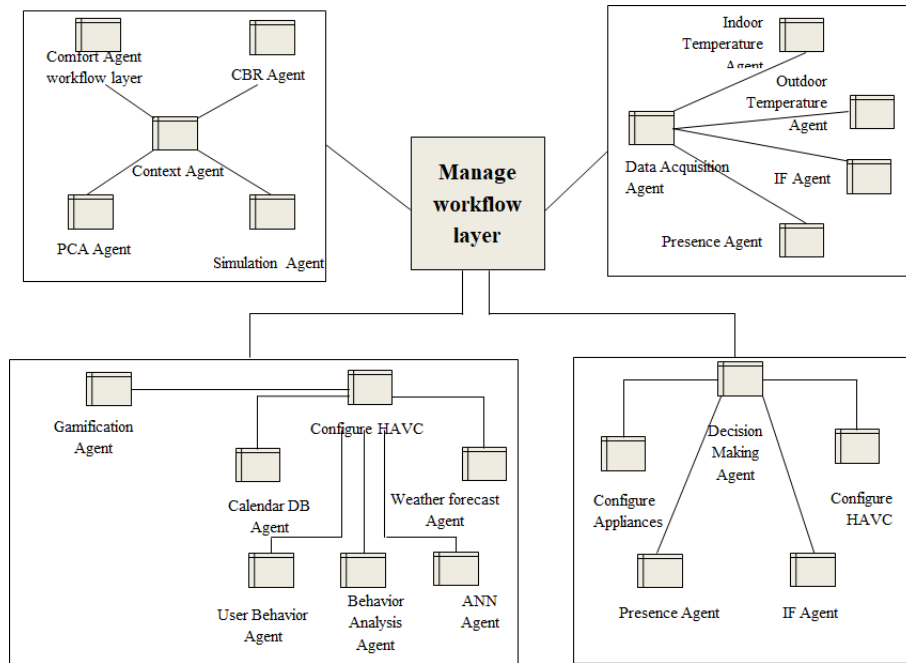 Comfort Agent
workflow layer
CBR Agent
Context Agent
PCA Agent
Simulation Agent
Manage
workflow
layer
Indoor
Temperature
Agent
Outdoor
Temperature
Agent
Data Acquisition
Agent
IF Agent
Presence Agent
Gamification
Agent
Configure HAVC
Calendar DB
Agent
Weather forecast
Agent
User Behavior
Agent
Behavior
Analysis
Agent
ANN
Agent
Decision
Making
Agent
Configure
Appliances
Configure
HAVC
Presence Agent
IF Agent